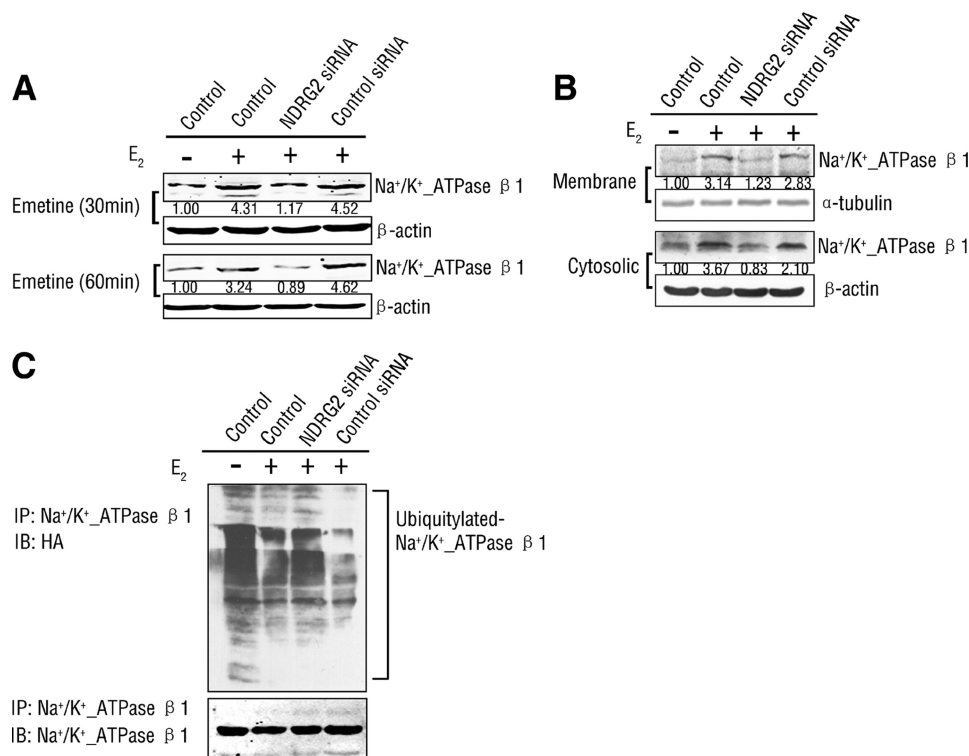 A
Control
Control
NDRG2 siRNA
Control siRNA
E2
- + + +
Na⁺/K⁺_ATPase β 1
Emetine (30min)
1.00 4.31 1.17 4.52
β-actin
Na⁺/K⁺_ATPase β 1
Emetine (60min)
1.00 3.24 0.89 4.62
β-actin
B
Control
Control
NDRG2 siRNA
Control siRNA
E2
- + + +
Na⁺/K⁺_ATPase β 1
Membrane
1.00 3.14 1.23 2.83
α-tubulin
Na⁺/K⁺_ATPase β 1
Cytosolic
1.00 3.67 0.83 2.10
β-actin
C
Control
Control
NDRG2 siRNA
Control siRNA
E2
- + + +
IP: Na⁺/K⁺_ATPase β 1
IB: HA
Ubiquitylated-
Na⁺/K⁺_ATPase β 1
IP: Na⁺/K⁺_ATPase β 1
IB: Na⁺/K⁺_ATPase β 1